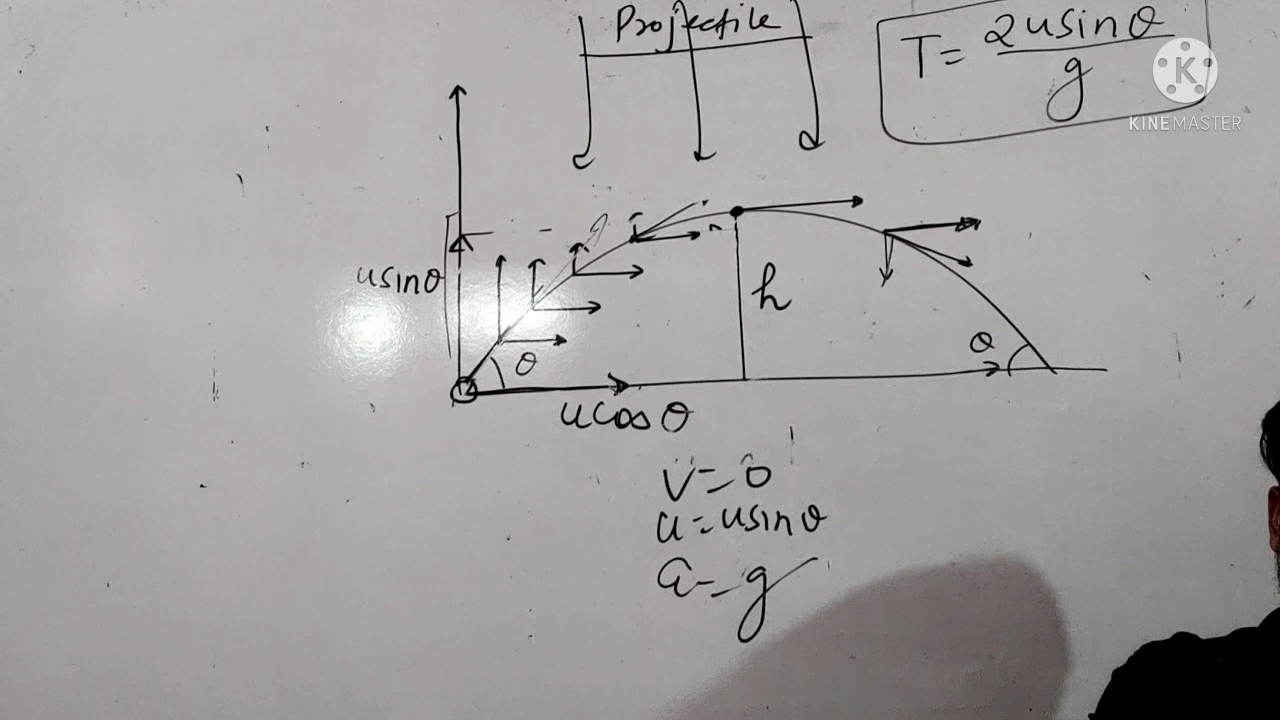 Projectile
T = 2usinθ / g
K
KINEMASTER
usinθ
h
θ
θ
ucosθ
v=0
u=usinθ
a=g